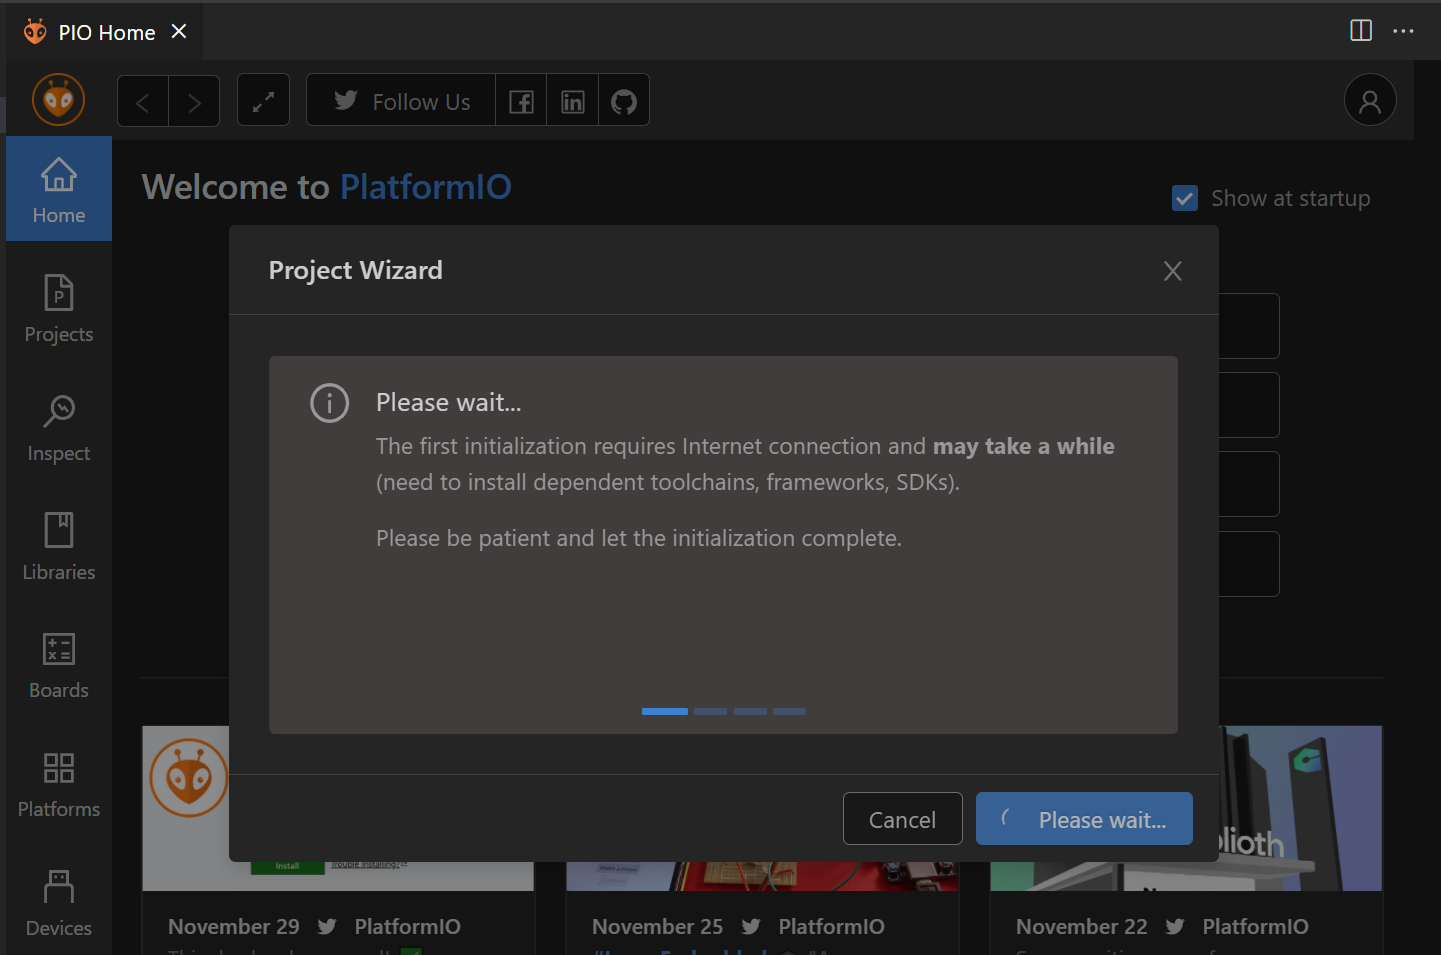 PIO Home
Follow Us
Welcome to PlatformIO
Show at startup
Home
Projects
Inspect
Libraries
Boards
Platforms
Devices
Project Wizard
Please wait...
The first initialization requires Internet connection and may take a while
(need to install dependent toolchains, frameworks, SDKs).
Please be patient and let the initialization complete.
Cancel
Please wait...
Install
Trouble installing?
lioth
November 29 PlatformIO
November 25 PlatformIO
November 22 PlatformIO